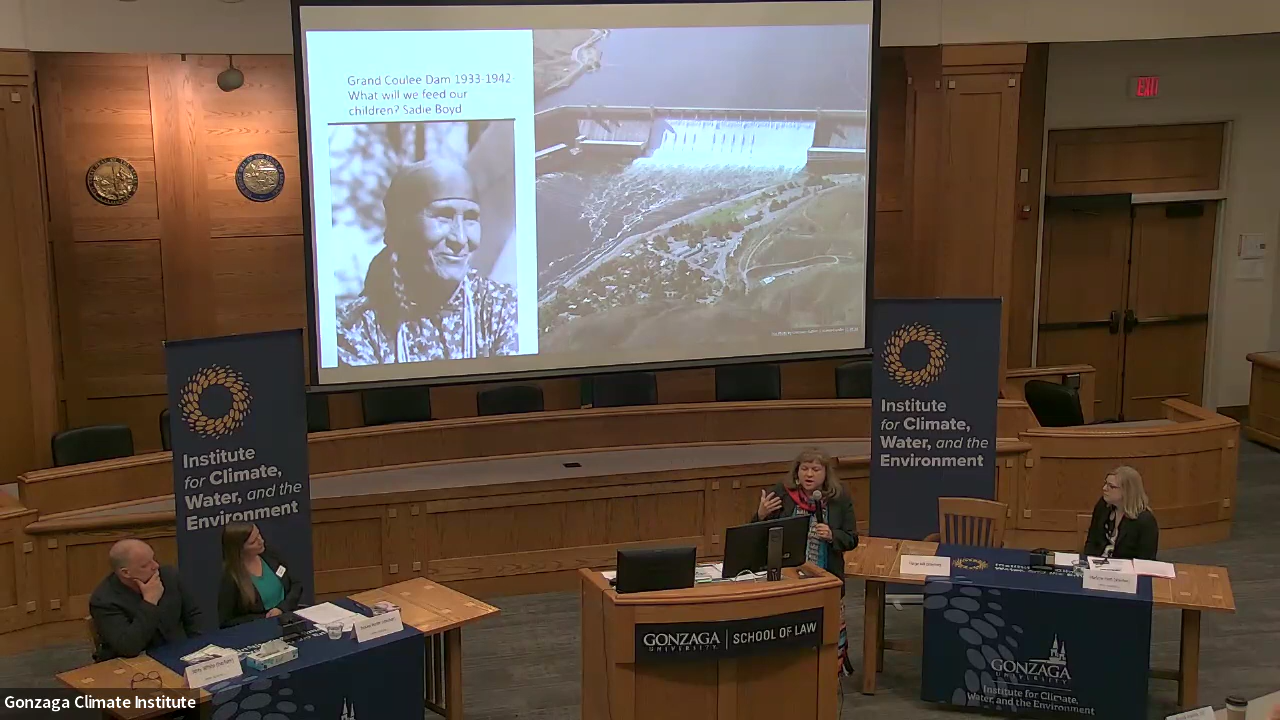 Grand Coulee Dam 1933-1942-
What will we feed our
children? Sadie Boyd
EXIT
Institute
for Climate,
Water, and the
Environment
Institute
for Climate,
Water, and the
Environment
GONZAGA
UNIVERSITY
SCHOOL OF LAW
GONZAGA
UNIVERSITY
Institute for Climate,
Water, and the Environment
Gonzaga Climate Institute